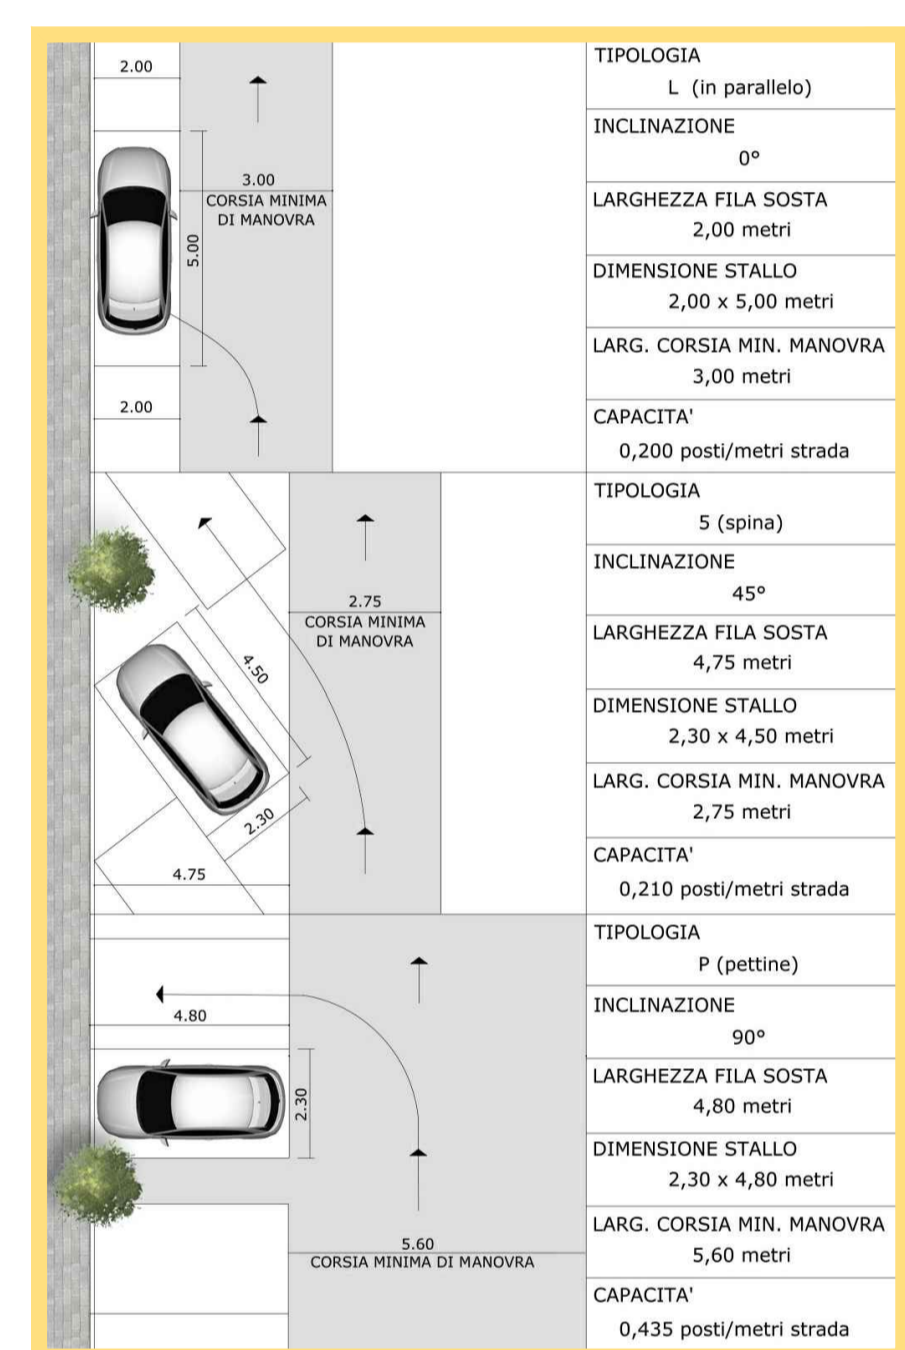 2.00
3.00
CORSIA MINIMA
DI MANOVRA
5.00
2.00
TIPOLOGIA
L (in parallelo)
INCLINAZIONE
0°
LARGHEZZA FILA SOSTA
2,00 metri
DIMENSIONE STALLO
2,00 x 5,00 metri
LARG. CORSIA MIN. MANOVRA
3,00 metri
CAPACITA'
0,200 posti/metri strada
2.75
CORSIA MINIMA
DI MANOVRA
4.50
2.30
4.75
TIPOLOGIA
5 (spina)
INCLINAZIONE
45°
LARGHEZZA FILA SOSTA
4,75 metri
DIMENSIONE STALLO
2,30 x 4,50 metri
LARG. CORSIA MIN. MANOVRA
2,75 metri
CAPACITA'
0,210 posti/metri strada
4.80
2.30
5.60
CORSIA MINIMA DI MANOVRA
TIPOLOGIA
P (pettine)
INCLINAZIONE
90°
LARGHEZZA FILA SOSTA
4,80 metri
DIMENSIONE STALLO
2,30 x 4,80 metri
LARG. CORSIA MIN. MANOVRA
5,60 metri
CAPACITA'
0,435 posti/metri strada